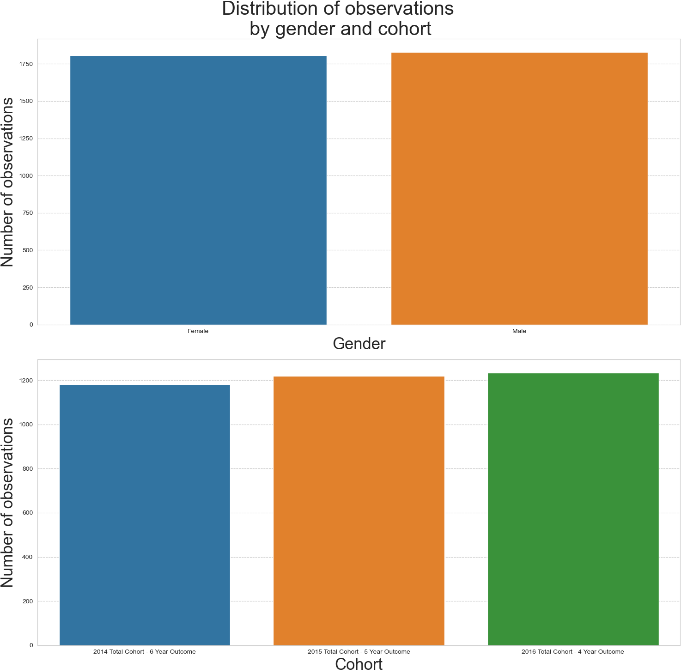 Distribution of observations
by gender and cohort
Number of observations
1750
1500
1250
1000
750
500
250
0
Female
Male
Gender
Number of observations
1200
1000
800
600
400
200
0
2014 Total Cohort - 6 Year Outcome
2015 Total Cohort - 5 Year Outcome
2016 Total Cohort - 4 Year Outcome
Cohort